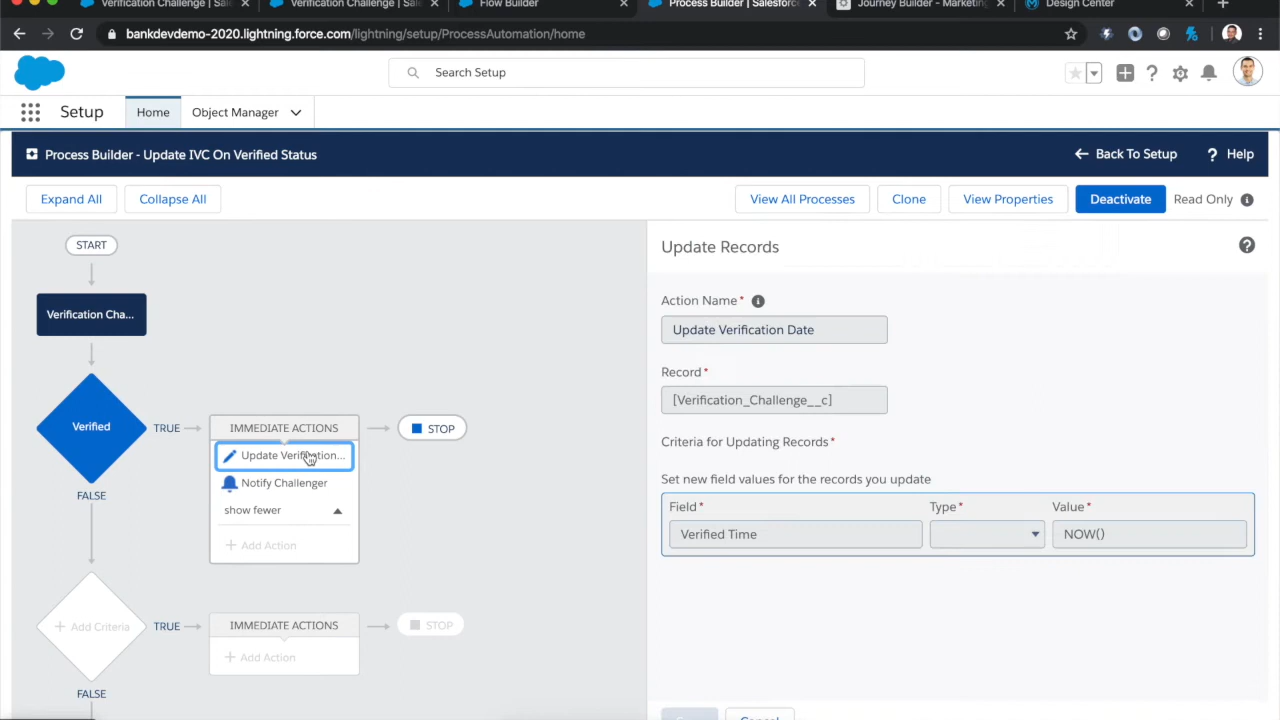 Verification Challenge | Sal
Verification Challenge | Sale
Flow Builder
Process Builder | Salesforce
Journey Builder - Marketing
Design Center
bankdevdemo-2020.lightning.force.com/lightning/setup/ProcessAutomation/home
Search Setup
Setup
Home
Object Manager
Process Builder - Update IVC On Verified Status
Back To Setup
? Help
Expand All
Collapse All
View All Processes
Clone
View Properties
Deactivate
Read Only
START
Update Records
Action Name*
Verification Cha...
Update Verification Date
Record*
[Verification_Challenge__c]
Verified
TRUE
IMMEDIATE ACTIONS
STOP
Criteria for Updating Records*
Update Verification...
Notify Challenger
Set new field values for the records you update
FALSE
show fewer
Field*
Type*
Value*
Verified Time
NOW()
+ Add Action
+ Add Criteria
TRUE
IMMEDIATE ACTIONS
STOP
+ Add Action
FALSE
Cancel